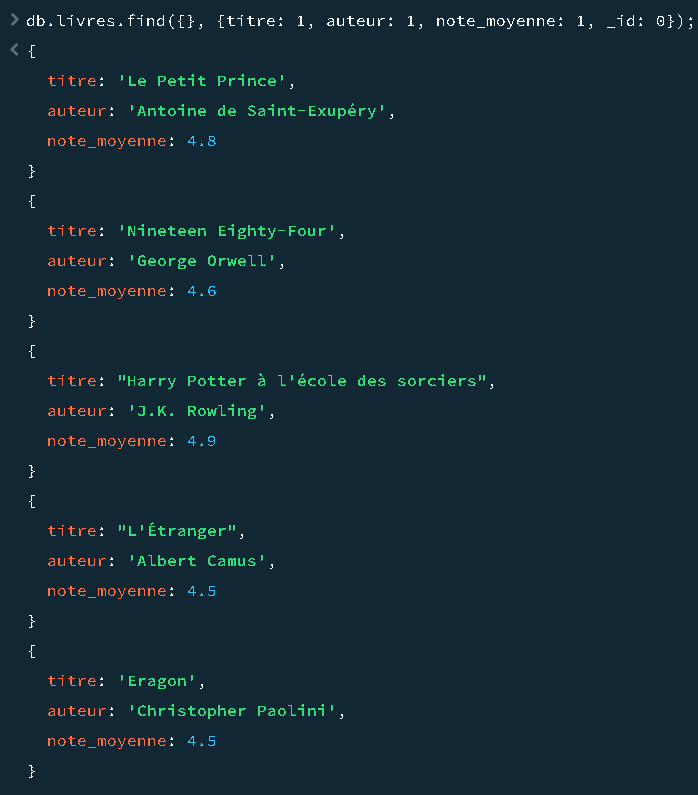 db.livres.find({}, {titre: 1, auteur: 1, note_moyenne: 1, _id: 0});
{
titre: 'Le Petit Prince',
auteur: 'Antoine de Saint-Exupéry',
note_moyenne: 4.8
}
{
titre: 'Nineteen Eighty-Four',
auteur: 'George Orwell',
note_moyenne: 4.6
}
{
titre: "Harry Potter à l'école des sorciers",
auteur: 'J.K. Rowling',
note_moyenne: 4.9
}
{
titre: "L'Étranger",
auteur: 'Albert Camus',
note_moyenne: 4.5
}
{
titre: 'Eragon',
auteur: 'Christopher Paolini',
note_moyenne: 4.5
}